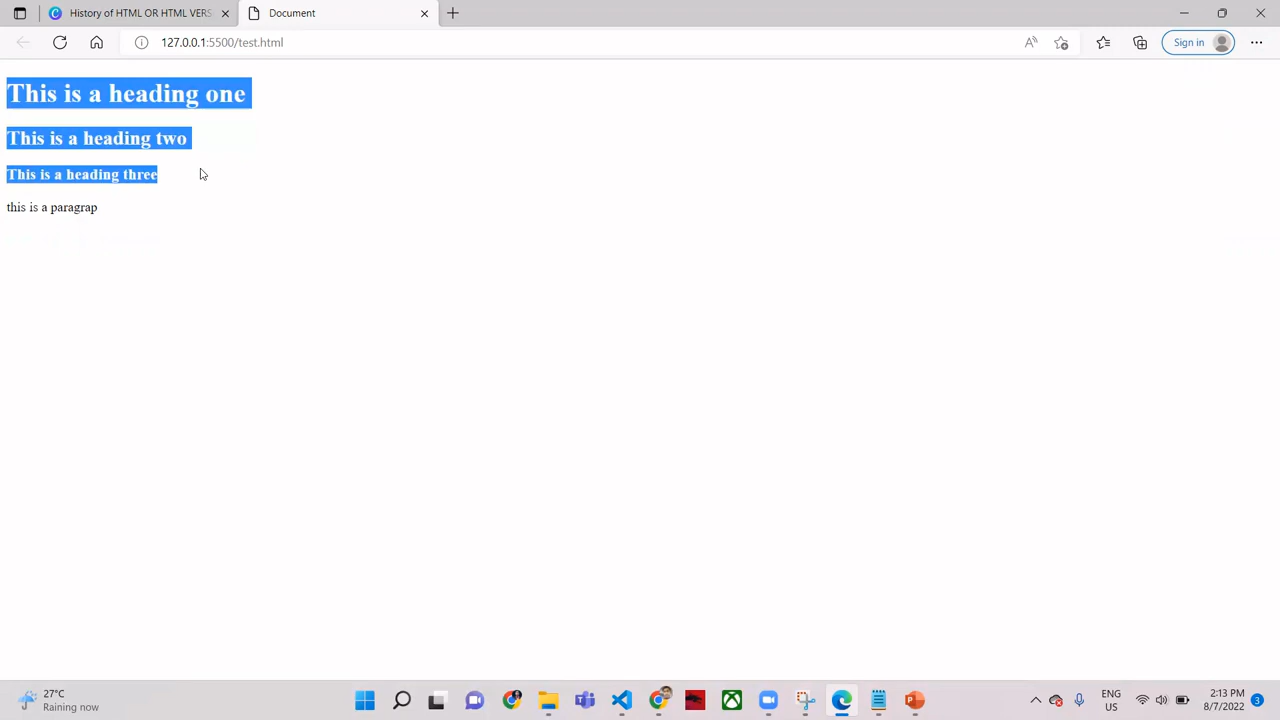 History of HTML OR HTML VERS
Document
127.0.0.1:5500/test.html
Sign in
This is a heading one
This is a heading two
This is a heading three
this is a paragrap
27°C
Raining now
ENG
US
2:13 PM
8/7/2022
3